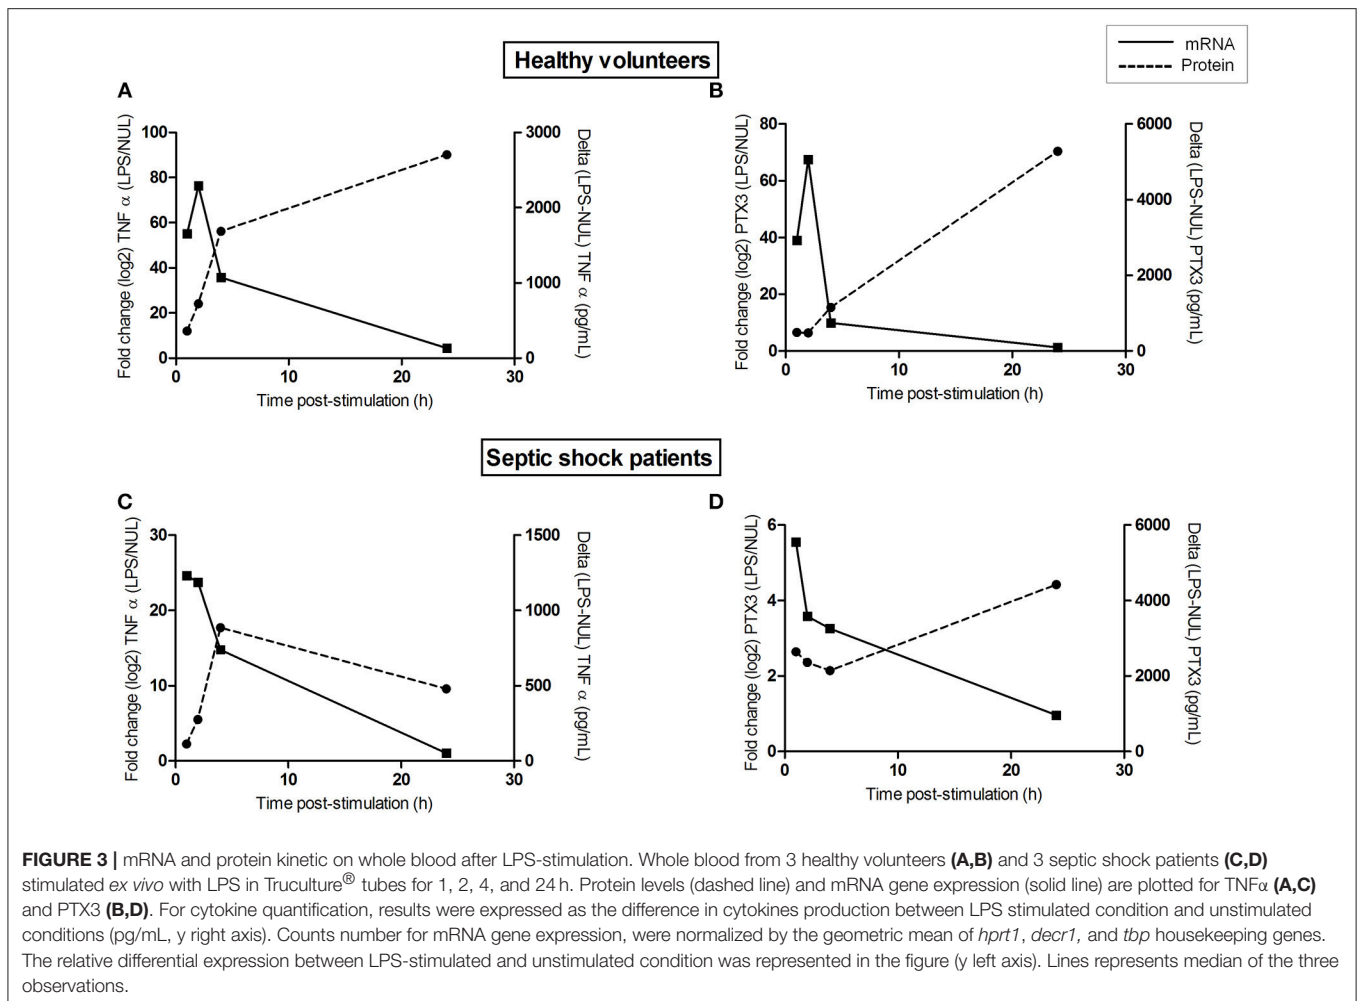 Healthy volunteers
mRNA
Protein
A
Fold change (log2) TNF α (LPS/NUL)
100
80
60
40
20
0
3000
2000
1000
0
Delta (LPS-NUL) TNF α (pg/mL)
0
10
20
30
Time post-stimulation (h)
B
Fold change (log2) PTX3 (LPS/NUL)
80
60
40
20
0
6000
4000
2000
0
Delta (LPS-NUL) PTX3 (pg/mL)
0
10
20
30
Time post-stimulation (h)
Septic shock patients
C
Fold change (log2) TNF α (LPS/NUL)
30
20
10
0
1500
1000
500
0
Delta (LPS-NUL) TNF α (pg/mL)
0
10
20
30
Time post-stimulation (h)
D
Fold change (log2) PTX3 (LPS/NUL)
6
4
2
0
6000
4000
2000
0
Delta (LPS-NUL) PTX3 (pg/mL)
0
10
20
30
Time post-stimulation (h)
FIGURE 3 | mRNA and protein kinetic on whole blood after LPS-stimulation. Whole blood from 3 healthy volunteers (A,B) and 3 septic shock patients (C,D)
stimulated ex vivo with LPS in Truculture® tubes for 1, 2, 4, and 24 h. Protein levels (dashed line) and mRNA gene expression (solid line) are plotted for TNFα (A,C)
and PTX3 (B,D). For cytokine quantification, results were expressed as the difference in cytokines production between LPS stimulated condition and unstimulated
conditions (pg/mL, y right axis). Counts number for mRNA gene expression, were normalized by the geometric mean of hprt1, decr1, and tbp housekeeping genes.
The relative differential expression between LPS-stimulated and unstimulated condition was represented in the figure (y left axis). Lines represents median of the three
observations.